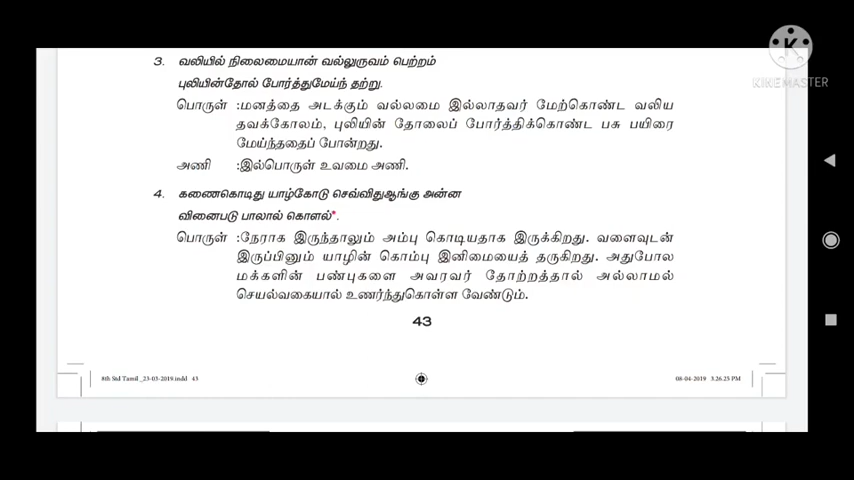 3. வலியில் நிலைமையான் வல்லுருவம் பெற்றம்
புலியின்தோல் போர்த்துமேய்ந் தற்று.
பொருள் :மனத்தை அடக்கும் வல்லமை இல்லாதவர் மேற்கொண்ட வலிய
தவக்கோலம், புலியின் தோலைப் போர்த்திக்கொண்ட பசு பயிரை
மேய்ந்ததைப் போன்றது.
அணி :இல்பொருள் உவமை அணி.
4. கணைகொடிது யாழ்கோடு செவ்விதுஆங்கு அன்ன
வினைபடு பாலால் கொளல்*.
பொருள் :நேராக இருந்தாலும் அம்பு கொடியதாக இருக்கிறது. வளைவுடன்
இருப்பினும் யாழின் கொம்பு இனிமையைத் தருகிறது. அதுபோல
மக்களின் பண்புகளை அவரவர் தோற்றத்தால் அல்லாமல்
செயல்வகையால் உணர்ந்துகொள்ள வேண்டும்.
43
8th Std Tamil _23-03-2019.indd 43
08-04-2019 3:26:25 PM
K
KINEMASTER